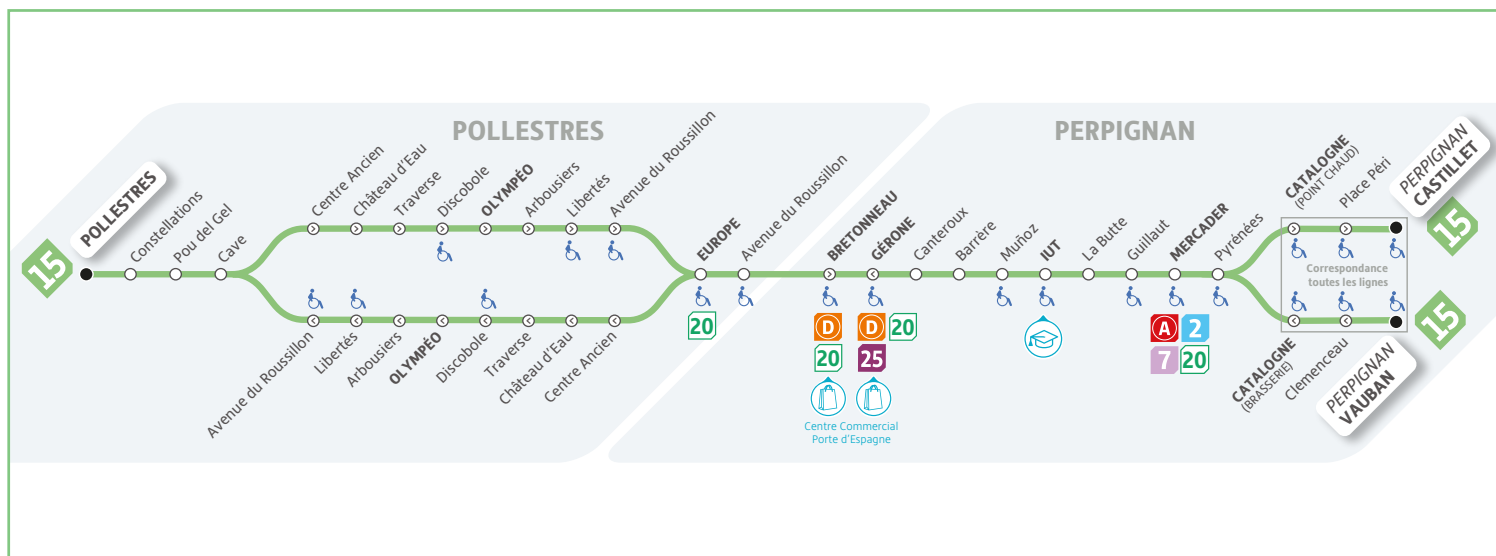 POLLESTRES
PERPIGNAN
15
POLLESTRES
Constellations
Pou del Gel
Cave
Centre Ancien
Château d'Eau
Traverse
Discobole
OLYMPÉO
Arbousiers
Libertés
Avenue du Roussillon
Avenue du Roussillon
Libertés
Arbousiers
OLYMPÉO
Discobole
Traverse
Château d'Eau
Centre Ancien
EUROPE
20
Avenue du Roussillon
BRETONNEAU
D
20
GÉRONE
D 20
25
Centre Commercial
Porte d'Espagne
Canteroux
Barrère
Muñoz
IUT
La Butte
Guillaut
MERCADER
A 2
7 20
Pyrénées
CATALOGNE
(POINT CHAUD)
Place Péri
PERPIGNAN
CASTILLET
15
Correspondance
toutes les lignes
CATALOGNE
(BRASSERIE)
Clemenceau
PERPIGNAN
VAUBAN
15